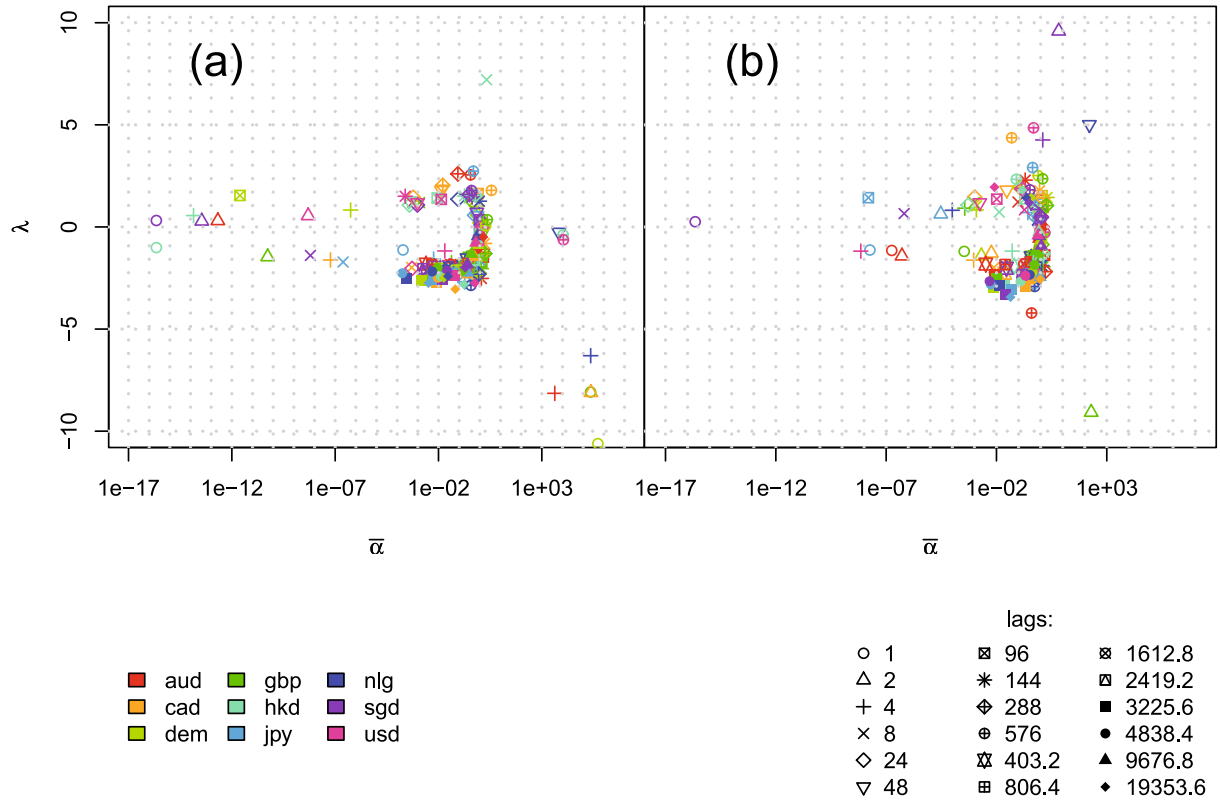 (a)
(b)
10
5
0
−5
−10
λ
1e−17 1e−12 1e−07 1e−02 1e+03
1e−17 1e−12 1e−07 1e−02 1e+03
α
α
lags:
aud gbp nlg
cad hkd sgd
dem jpy usd
1 96 1612.8
2 144 2419.2
4 288 3225.6
8 576 4838.4
24 403.2 9676.8
48 806.4 19353.6